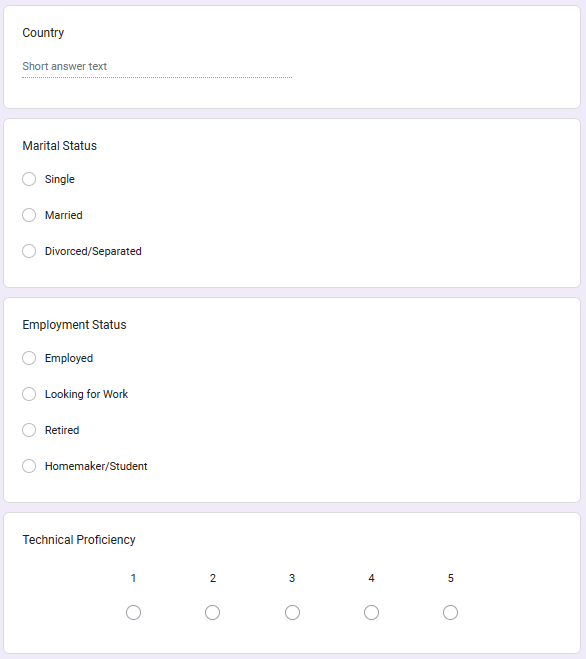 Country
Short answer text
Marital Status
Single
Married
Divorced/Separated
Employment Status
Employed
Looking for Work
Retired
Homemaker/Student
Technical Proficiency
1 2 3 4 5